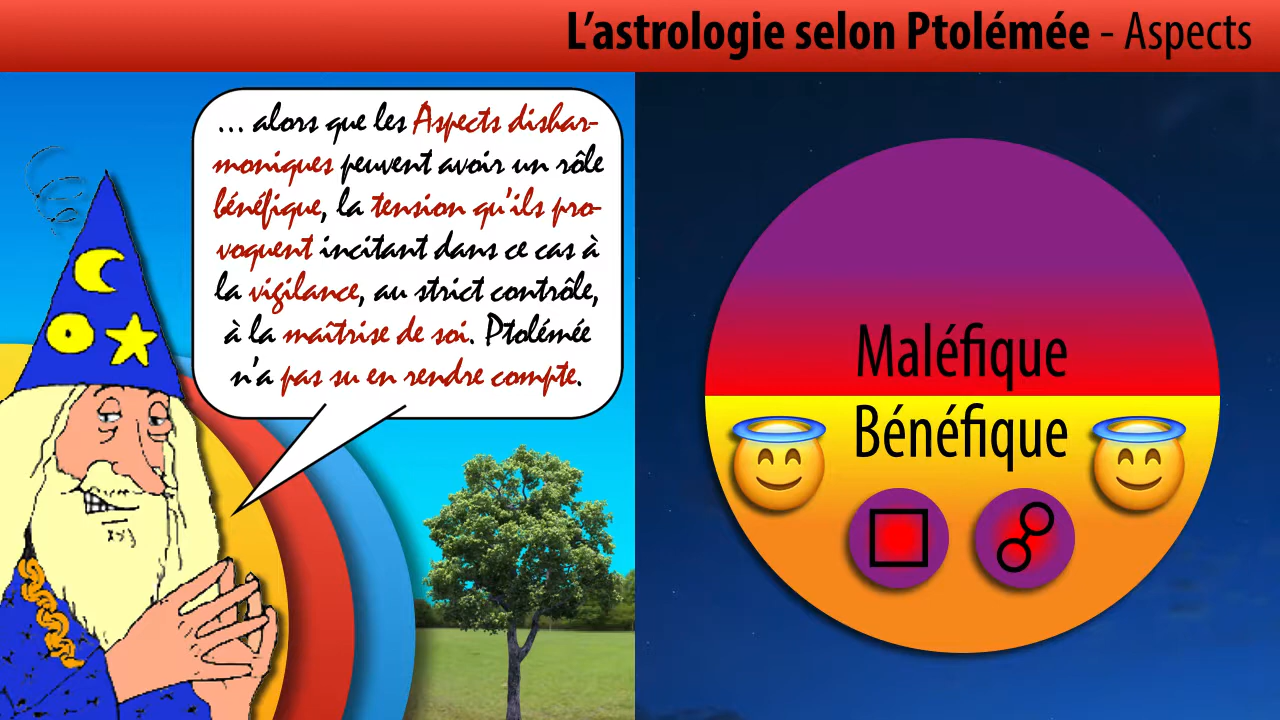 L'astrologie selon Ptolémée - Aspects
... alors que les Aspects dishar-
moniques peuvent avoir un rôle
bénéfique, la tension qu'ils pro-
voquent incitant dans ce cas à
la vigilance, au strict contrôle,
à la maîtrise de soi. Ptolémée
n'a pas su en rendre compte.
Maléfique
Bénéfique